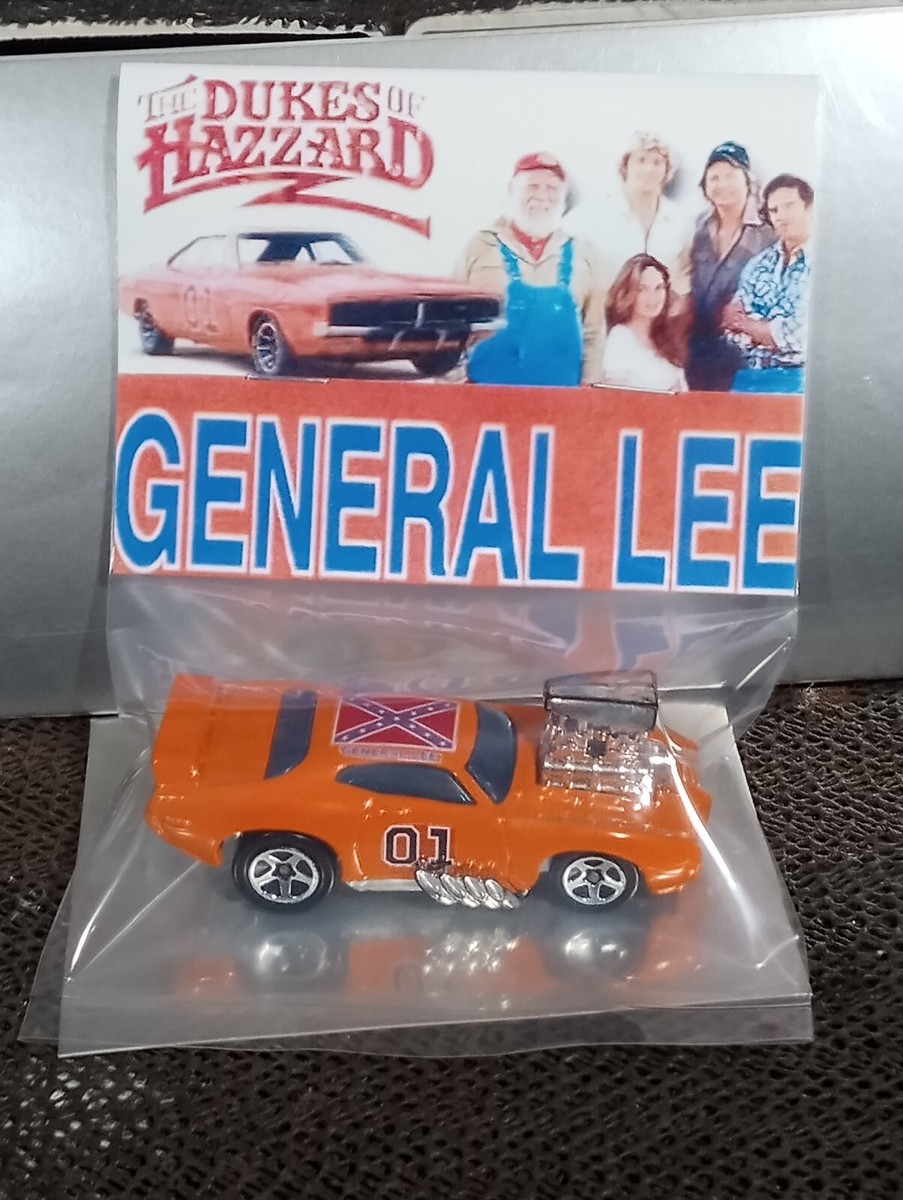 THE DUKES OF
HAZZARD
01
GENERAL LEE
GENERAL LEE
01